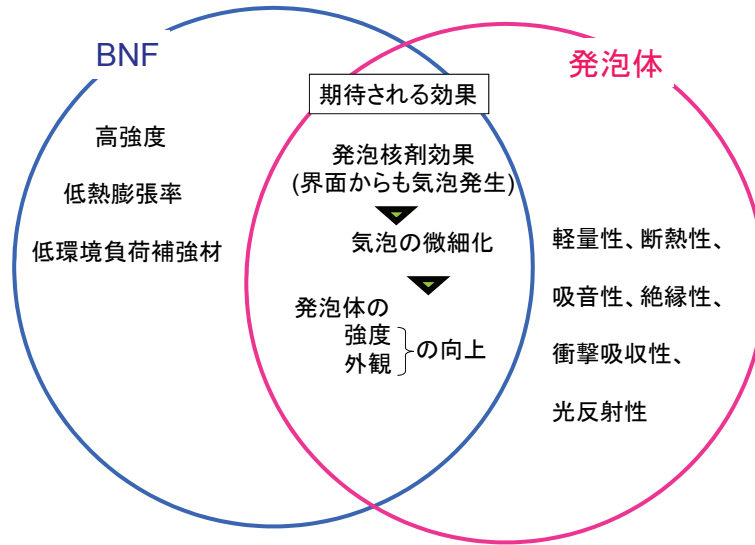 BNF
高強度
低熱膨張率
低環境負荷補強材
期待される効果
発泡核剤効果
(界面からも気泡発生)
気泡の微細化
発泡体の
強度
外観
の向上
発泡体
軽量性、断熱性、
吸音性、絶縁性、
衝撃吸収性、
光反射性